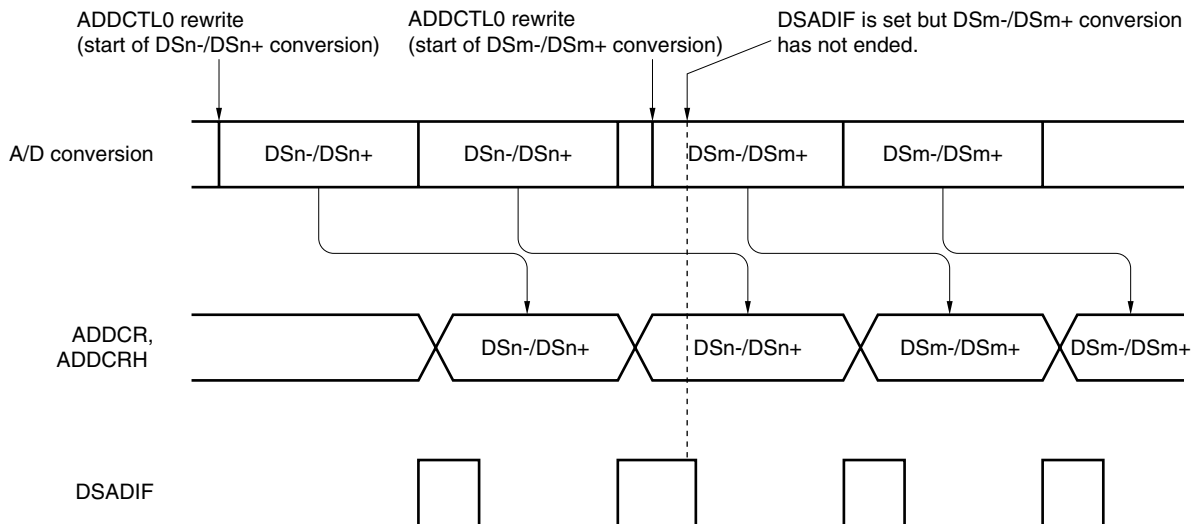 ADDCTL0 rewrite
(start of DSn-/DSn+ conversion)
ADDCTL0 rewrite
(start of DSm-/DSm+ conversion)
DSADIF is set but DSm-/DSm+ conversion
has not ended.
A/D conversion
DSn-/DSn+
DSn-/DSn+
DSm-/DSm+
DSm-/DSm+
ADDCR,
ADDCRH
DSn-/DSn+
DSn-/DSn+
DSm-/DSm+
DSm-/DSm+
DSADIF